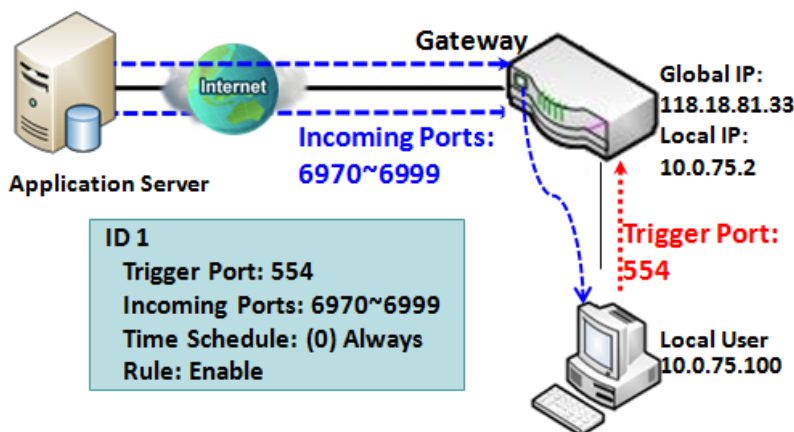 Gateway
Internet
Global IP:
118.18.81.33
Local IP:
10.0.75.2
Incoming Ports:
6970~6999
Application Server
Trigger Port:
554
ID 1
Trigger Port: 554
Incoming Ports: 6970~6999
Time Schedule: (0) Always
Rule: Enable
Local User
10.0.75.100